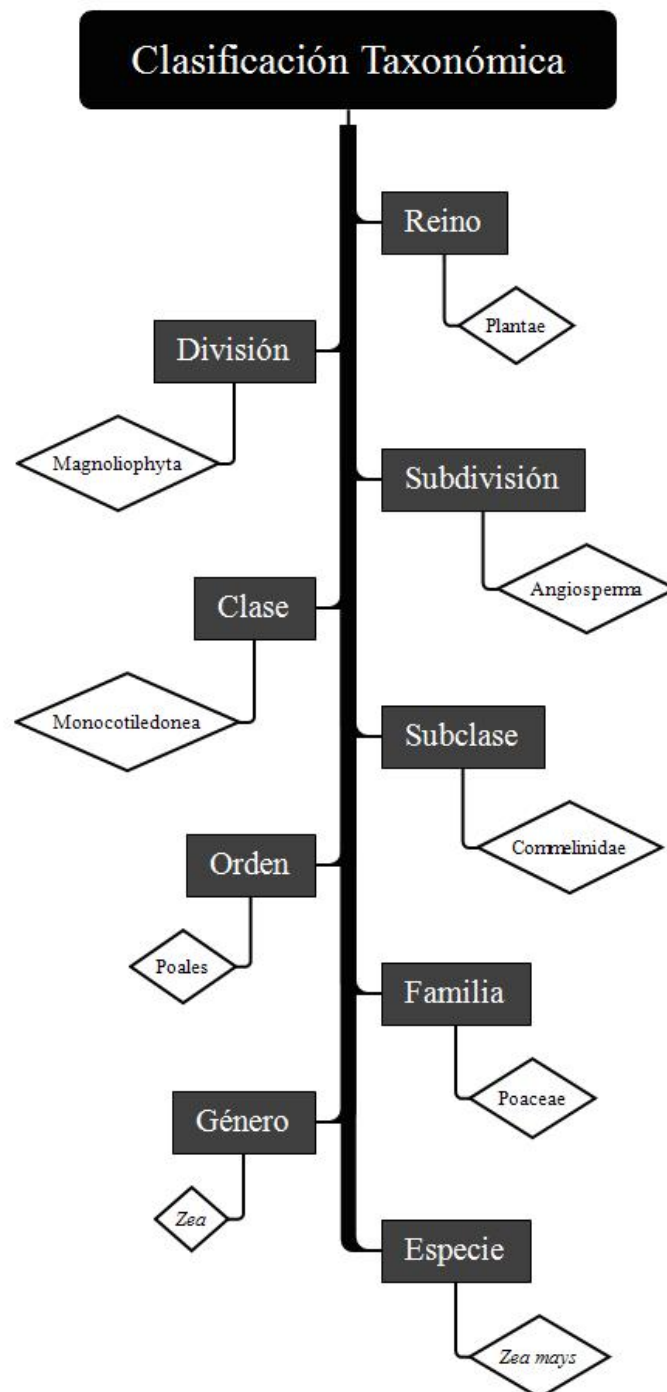 Clasificación Taxonómica
Reino
Plantae
División
Magnoliophyta
Subdivisión
Angiosperma
Clase
Monocotiledonea
Subclase
Commelinidae
Orden
Poales
Familia
Poaceae
Género
Zea
Especie
Zea mays